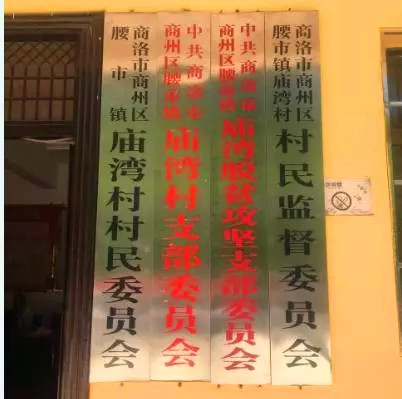 商洛市商州区
腰市镇
庙湾村村民委员会
中共商洛市
商州区腰市镇
庙湾村支部委员会
中共商洛市
商州区腰市镇
庙湾脱贫攻坚支部委员会
商洛市商州区
腰市镇庙湾村
村民监督委员会